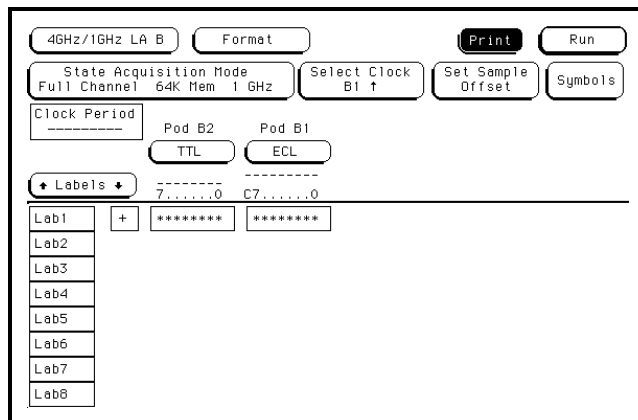 4GHz/1GHz LA B Format Print Run
State Acquisition Mode
Full Channel 64K Mem 1 GHz
Select Clock
B1 ↑
Set Sample
Offset
Symbols
Clock Period
---------
Pod B2 Pod B1
TTL ECL
↑ Labels ↓
-------- ---------
7......0 C7......0
Lab1 + ******** ********
Lab2
Lab3
Lab4
Lab5
Lab6
Lab7
Lab8